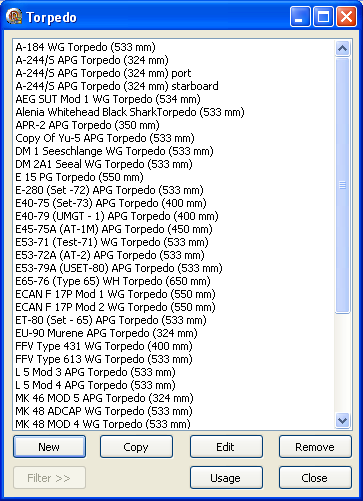 Torpedo
A-184 WG Torpedo (533 mm)
A-244/S APG Torpedo (324 mm)
A-244/S APG Torpedo (324 mm) port
A-244/S APG Torpedo (324 mm) starboard
AEG SUT Mod 1 WG Torpedo (534 mm)
Alenia Whitehead Black SharkTorpedo (533 mm)
APR-2 APG Torpedo (350 mm)
Copy Of Yu-5 APG Torpedo (533 mm)
DM 1 Seeschlange WG Torpedo (533 mm)
DM 2A1 Seeal WG Torpedo (533 mm)
E 15 PG Torpedo (550 mm)
E-280 (Set -72) APG Torpedo (533 mm)
E40-75 (Set-73) APG Torpedo (400 mm)
E40-79 (UMGT - 1) APG Torpedo (400 mm)
E45-75A (AT-1M) APG Torpedo (450 mm)
E53-71 (Test-71) WG Torpedo (533 mm)
E53-72A (AT-2) APG Torpedo (533 mm)
E53-79A (USET-80) APG Torpedo (533 mm)
E65-76 (Type 65) WH Torpedo (650 mm)
ECAN F 17P Mod 1 WG Torpedo (550 mm)
ECAN F 17P Mod 2 WG Torpedo (550 mm)
ET-80 (Set - 65) APG Torpedo (533 mm)
EU-90 Murene APG Torpedo (324 mm)
FFV Type 431 WG Torpedo (400 mm)
FFV Type 613 WG Torpedo (533 mm)
L 5 Mod 3 APG Torpedo (533 mm)
L 5 Mod 4 APG Torpedo (533 mm)
MK 46 MOD 5 APG Torpedo (324 mm)
MK 48 ADCAP WG Torpedo (533 mm)
MK 48 MOD 4 WG Torpedo (533 mm)
New Copy Edit Remove
Filter >> Usage Close